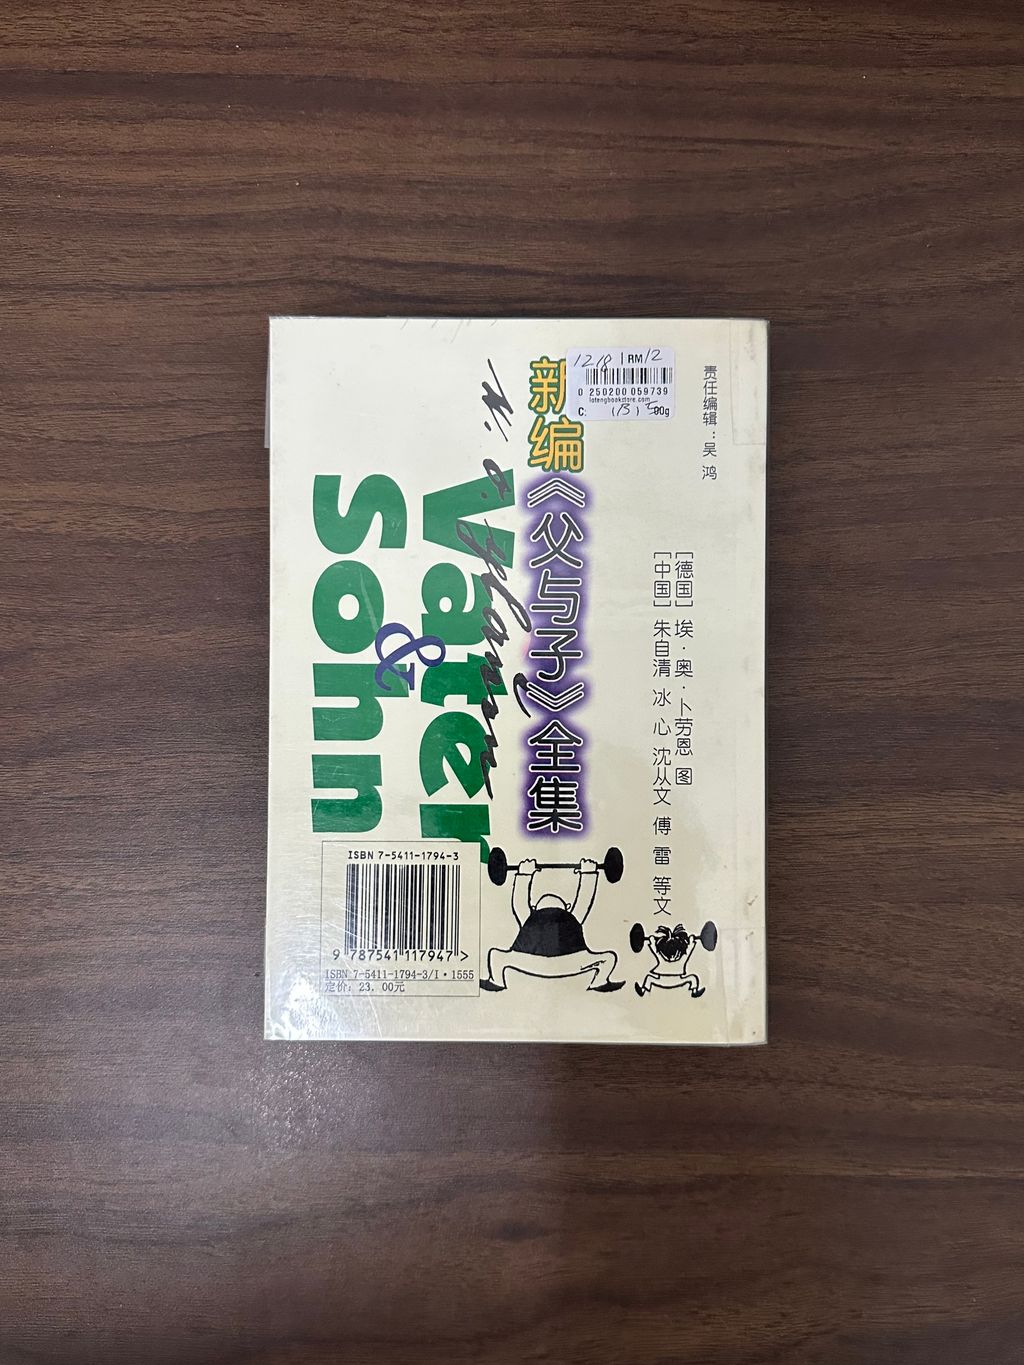 责任编辑：吴 鸿
[德国] 埃·奥·卜劳恩 图
[中国] 朱自清 冰 心 沈从文 傅 雷 等文
新编《父与子》全集
Vater
&
Sohn
1218 RM12
0 250200 059739
lotengbookstore.com
C: (B) 500g
ISBN 7-5411-1794-3
9 787541 117947 >
ISBN 7-5411-1794-3/I·1555
定价: 23.00元